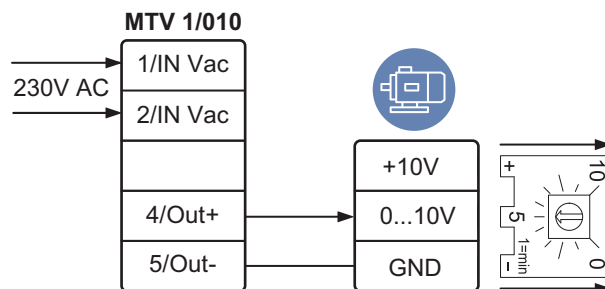 MTV 1/010
1/IN Vac
230V AC
2/IN Vac
+10V
4/Out+
0...10V
5/Out-
GND
+
5
-
1=min
10
0